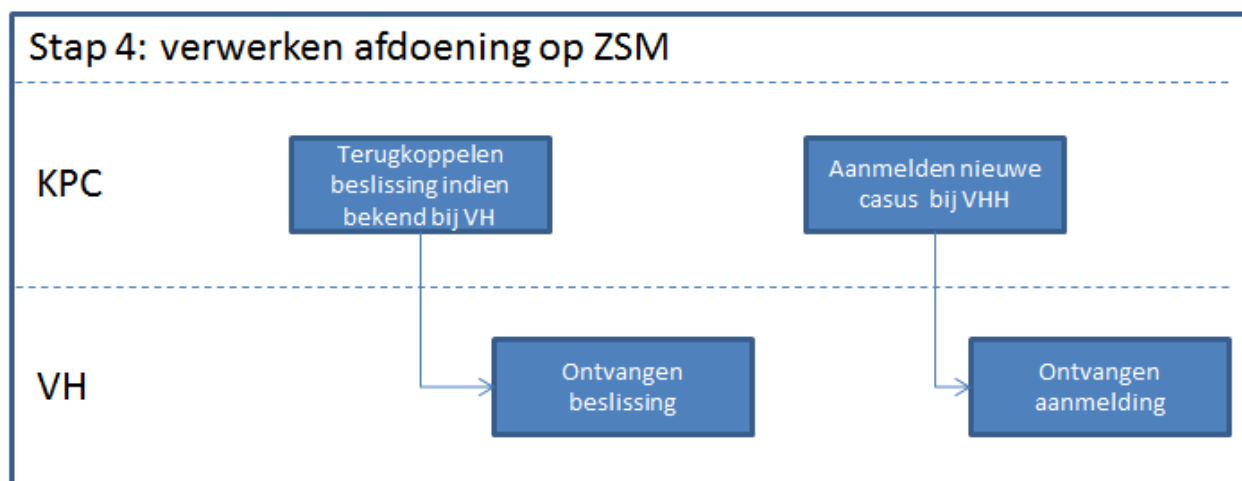 Stap 4: verwerken afdoening op ZSM
KPC
Terugkoppelen
beslissing indien
bekend bij VH
Aanmelden nieuwe
casus bij VHH
VH
Ontvangen
beslissing
Ontvangen
aanmelding